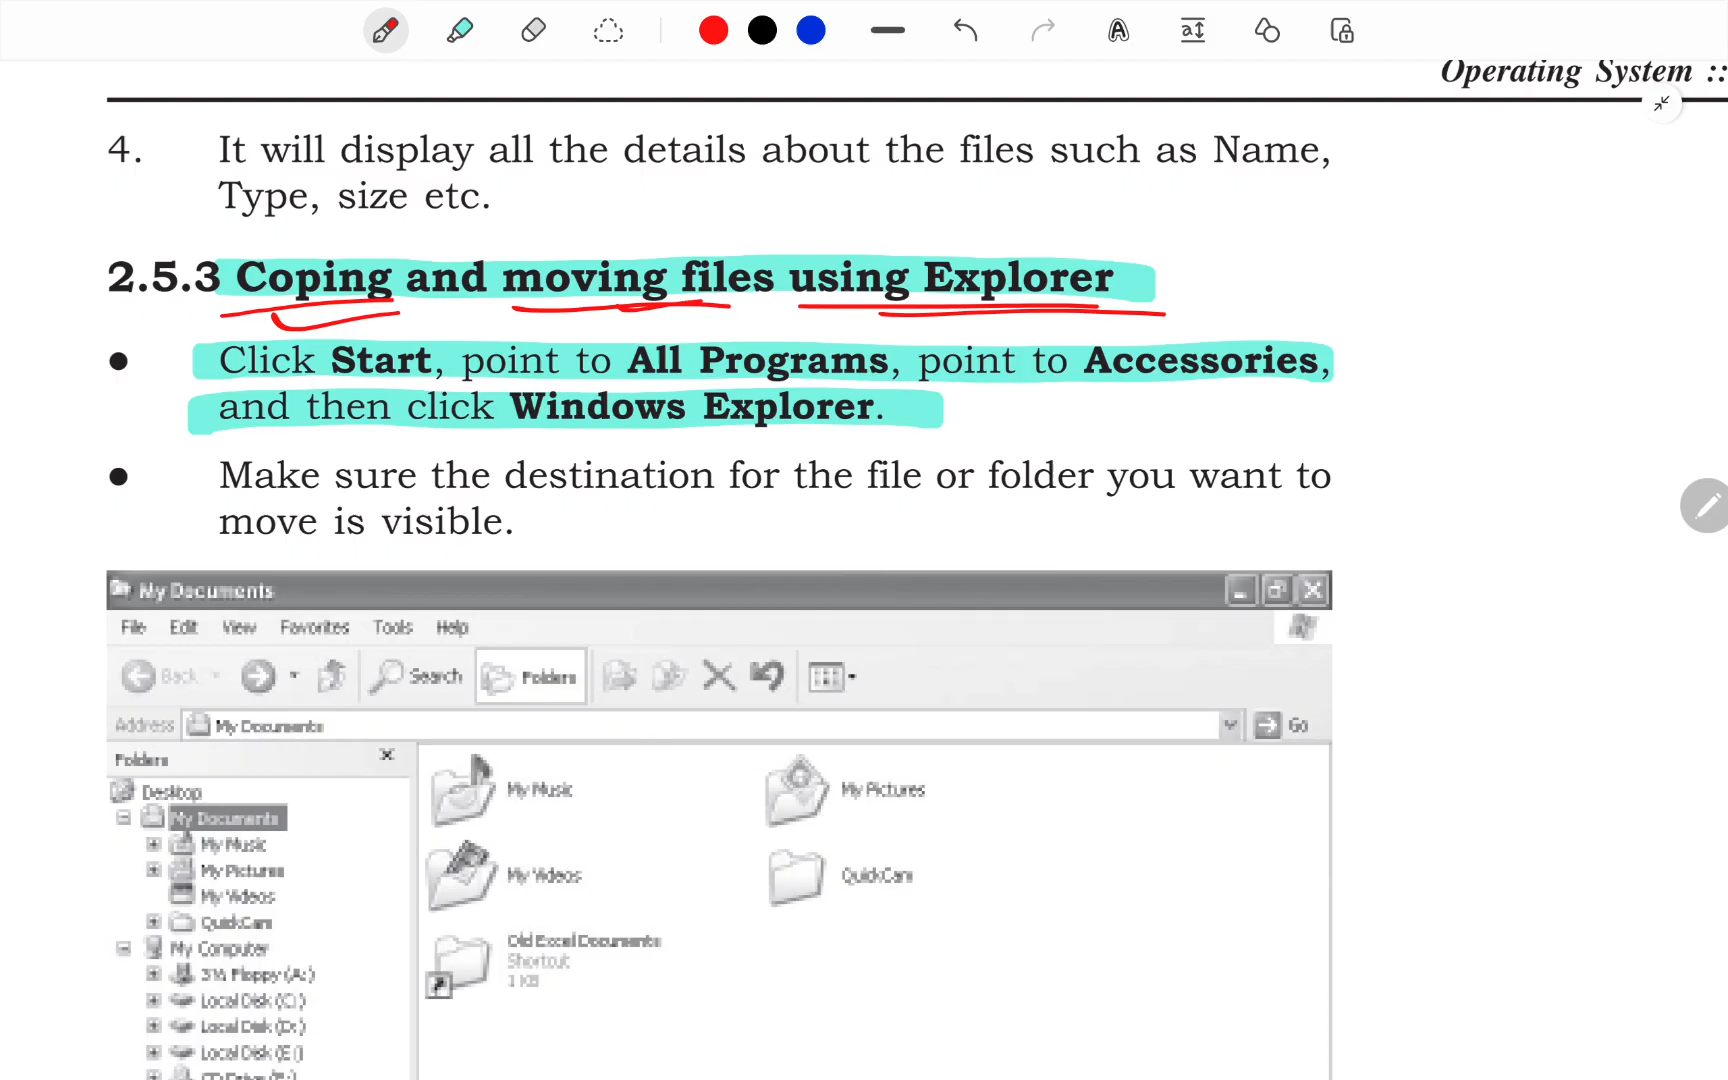 Operating System ::
4. It will display all the details about the files such as Name,
Type, size etc.
2.5.3 Coping and moving files using Explorer
● Click Start, point to All Programs, point to Accessories,
and then click Windows Explorer.
● Make sure the destination for the file or folder you want to
move is visible.
My Documents
File Edit View Favorites Tools Help
Back Search Folders
Address My Documents Go
Folders
Desktop
My Documents
My Music
My Pictures
My Videos
QuickCam
My Computer
3½ Floppy (A:)
Local Disk (C:)
Local Disk (D:)
Local Disk (E:)
My Music
My Pictures
My Videos
QuickCam
Old Excel Documents
Shortcut
1 KB